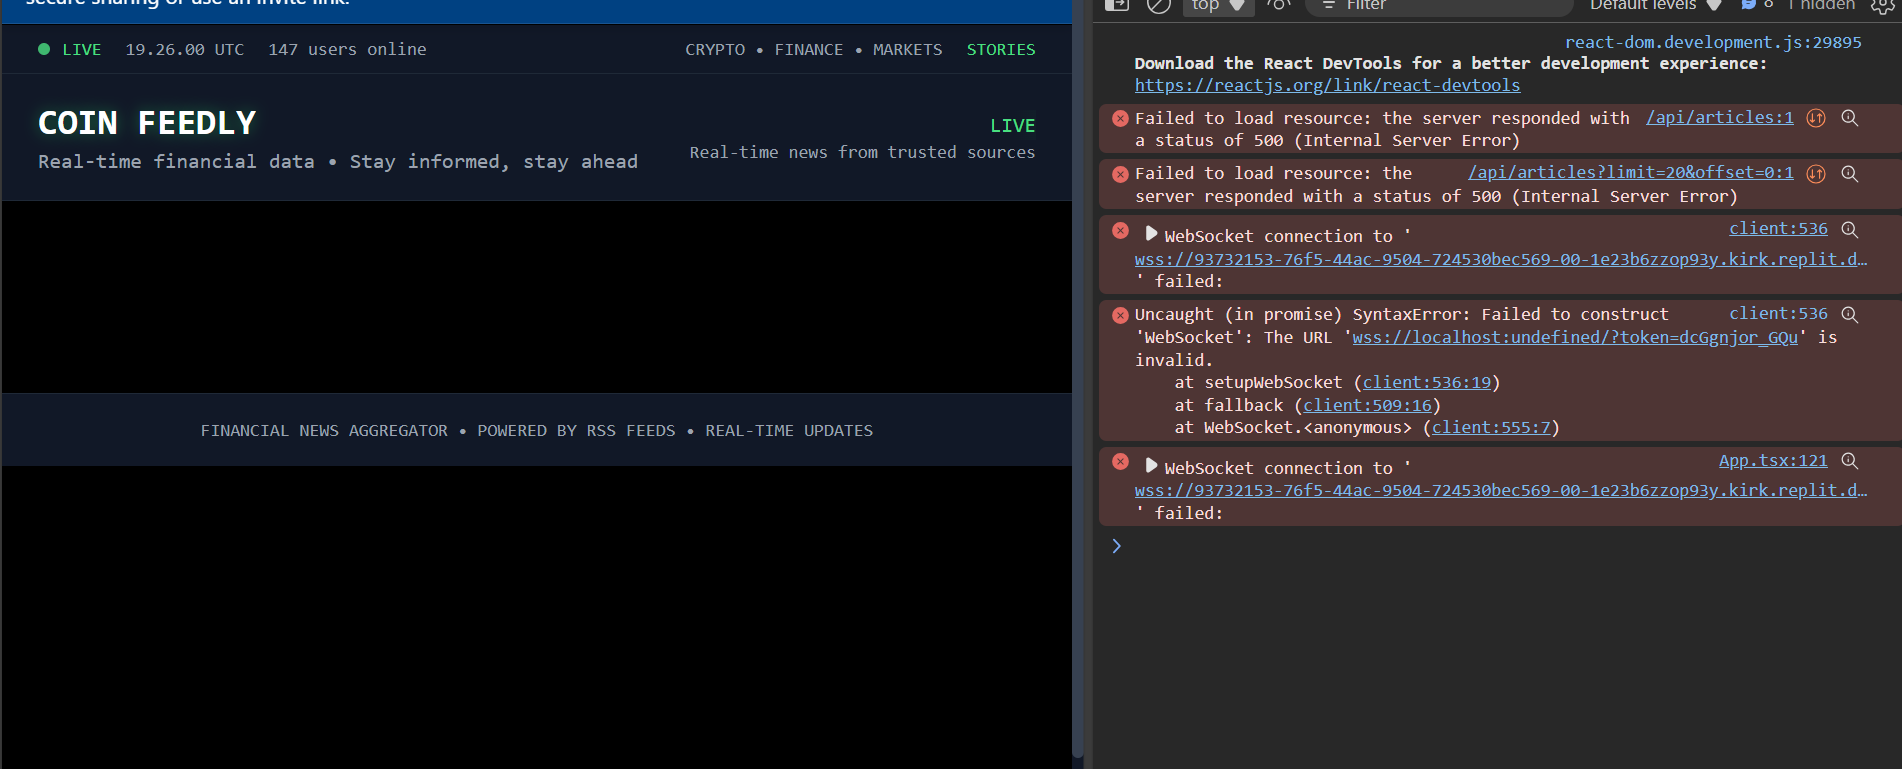 secure sharing or use an invite link.
LIVE 19.26.00 UTC 147 users online CRYPTO • FINANCE • MARKETS STORIES
COIN FEEDLY
Real-time financial data • Stay informed, stay ahead
LIVE
Real-time news from trusted sources
FINANCIAL NEWS AGGREGATOR • POWERED BY RSS FEEDS • REAL-TIME UPDATES
top Filter Default levels 8 1 hidden
react-dom.development.js:29895
Download the React DevTools for a better development experience:
https://reactjs.org/link/react-devtools
Failed to load resource: the server responded with /api/articles:1
a status of 500 (Internal Server Error)
Failed to load resource: the /api/articles?limit=20&offset=0:1
server responded with a status of 500 (Internal Server Error)
WebSocket connection to ' client:536
wss://93732153-76f5-44ac-9504-724530bec569-00-1e23b6zzop93y.kirk.replit.d…
' failed:
Uncaught (in promise) SyntaxError: Failed to construct client:536
'WebSocket': The URL 'wss://localhost:undefined/?token=dcGgnjor_GQu' is
invalid.
at setupWebSocket (client:536:19)
at fallback (client:509:16)
at WebSocket.<anonymous> (client:555:7)
WebSocket connection to ' App.tsx:121
wss://93732153-76f5-44ac-9504-724530bec569-00-1e23b6zzop93y.kirk.replit.d…
' failed: